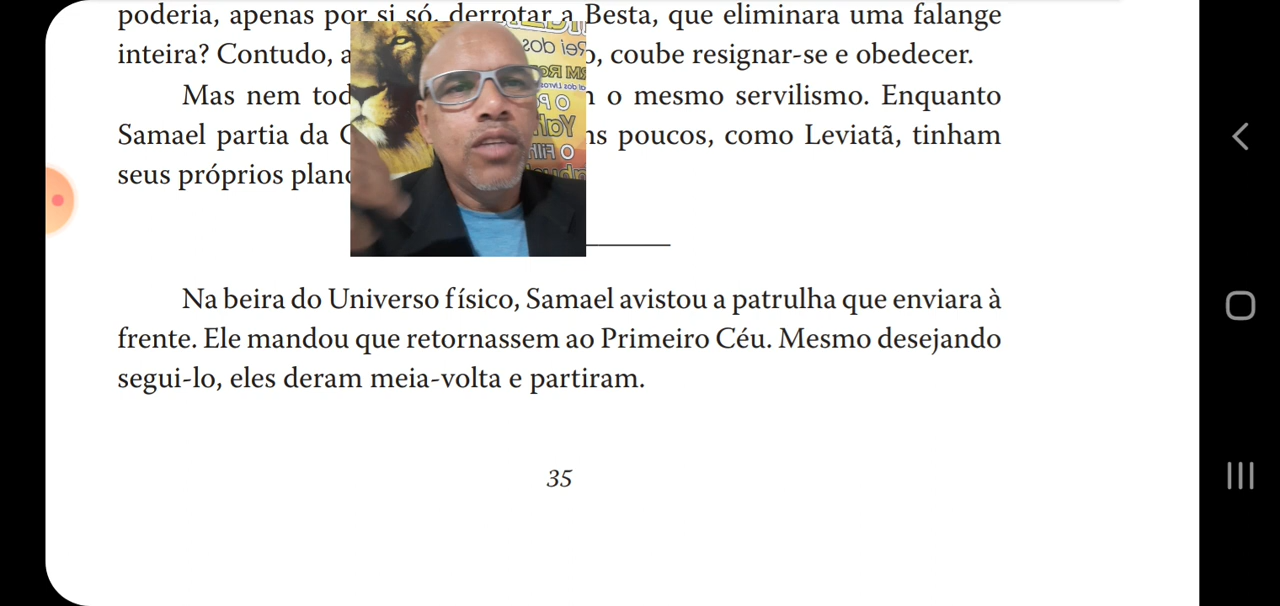 poderia, apenas por si só, derrotar a Besta, que eliminara uma falange
inteira? Contudo, coube resignar-se e obedecer.
Mas nem o mesmo servilismo. Enquanto
Samael partia da poucos, como Leviatã, tinham
seus próprios
Na beira do Universo físico, Samael avistou a patrulha que enviara à
frente. Ele mandou que retornassem ao Primeiro Céu. Mesmo desejando
segui-lo, eles deram meia-volta e partiram.
35